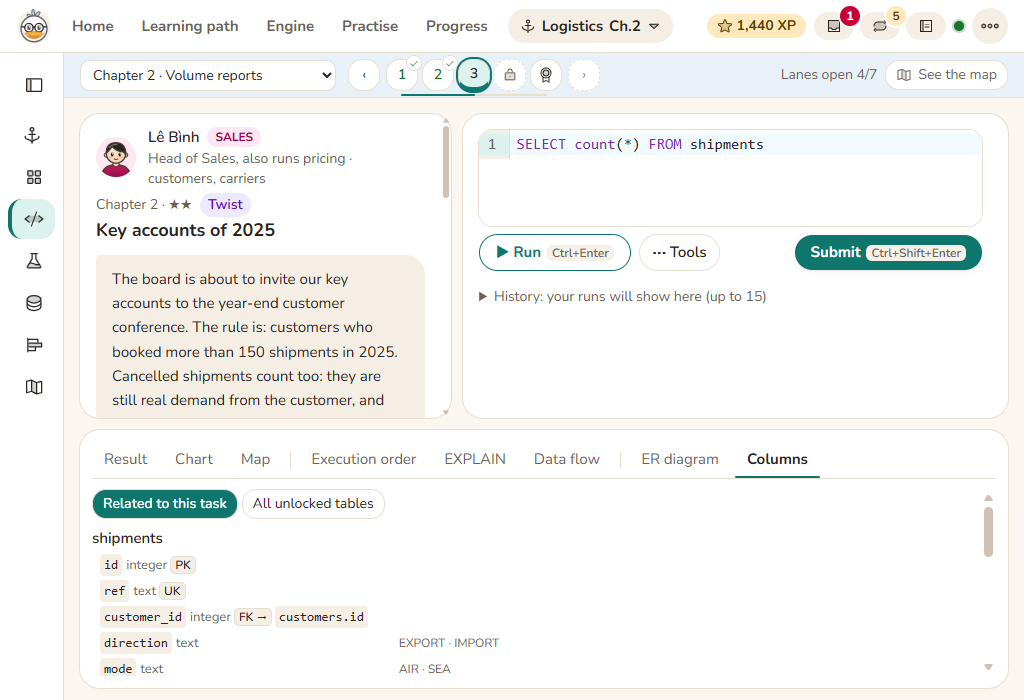 Home Learning path Engine Practise Progress Logistics Ch.2 1,440 XP 1 5
Chapter 2 · Volume reports 1 2 3 Lanes open 4/7 See the map
Lê Bình SALES
Head of Sales, also runs pricing ·
customers, carriers
Chapter 2 · ★★ Twist
Key accounts of 2025
The board is about to invite our key
accounts to the year-end customer
conference. The rule is: customers who
booked more than 150 shipments in 2025.
Cancelled shipments count too: they are
still real demand from the customer, and
1 SELECT count(*) FROM shipments
Run Ctrl+Enter Tools Submit Ctrl+Shift+Enter
History: your runs will show here (up to 15)
Result Chart Map Execution order EXPLAIN Data flow ER diagram Columns
Related to this task All unlocked tables
shipments
id integer PK
ref text UK
customer_id integer FK → customers.id
direction text EXPORT · IMPORT
mode text AIR · SEA